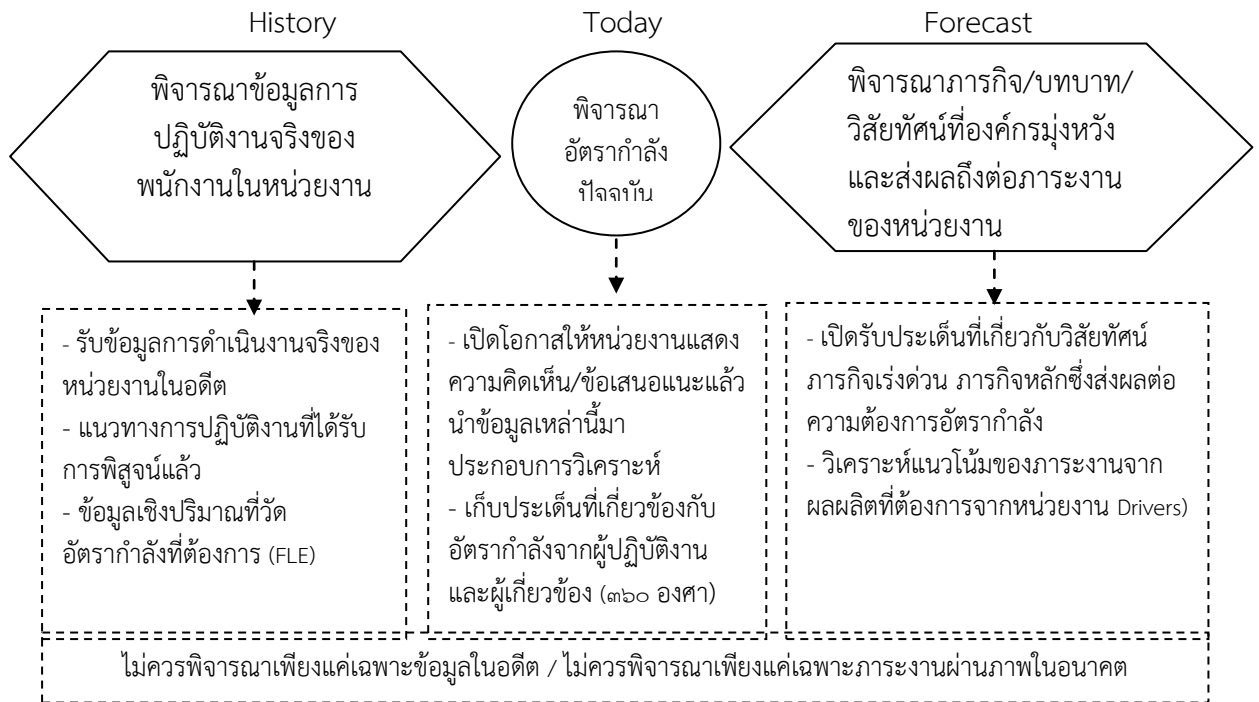 History
Today
Forecast
พิจารณาข้อมูลการ
ปฏิบัติงานจริงของ
พนักงานในหน่วยงาน
พิจารณา
อัตรากำลัง
ปัจจุบัน
พิจารณาภารกิจ/บทบาท/
วิสัยทัศน์ที่องค์กรมุ่งหวัง
และส่งผลถึงต่อภาระงาน
ของหน่วยงาน
- รับข้อมูลการดำเนินงานจริงของ
หน่วยงานในอดีต
- แนวทางการปฏิบัติงานที่ได้รับ
การพิสูจน์แล้ว
- ข้อมูลเชิงปริมาณที่วัด
อัตรากำลังที่ต้องการ (FLE)
- เปิดโอกาสให้หน่วยงานแสดง
ความคิดเห็น/ข้อเสนอแนะแล้ว
นำข้อมูลเหล่านี้มา
ประกอบการวิเคราะห์
- เก็บประเด็นที่เกี่ยวข้องกับ
อัตรากำลังจากผู้ปฏิบัติงาน
และผู้เกี่ยวข้อง (๓๖๐ องศา)
- เปิดรับประเด็นที่เกี่ยวกับวิสัยทัศน์
ภารกิจเร่งด่วน ภารกิจหลักซึ่งส่งผลต่อ
ความต้องการอัตรากำลัง
- วิเคราะห์แนวโน้มของภาระงานจาก
ผลผลิตที่ต้องการจากหน่วยงาน Drivers)
ไม่ควรพิจารณาเพียงแค่เฉพาะข้อมูลในอดีต / ไม่ควรพิจารณาเพียงแค่เฉพาะภาระงานผ่านภาพในอนาคต